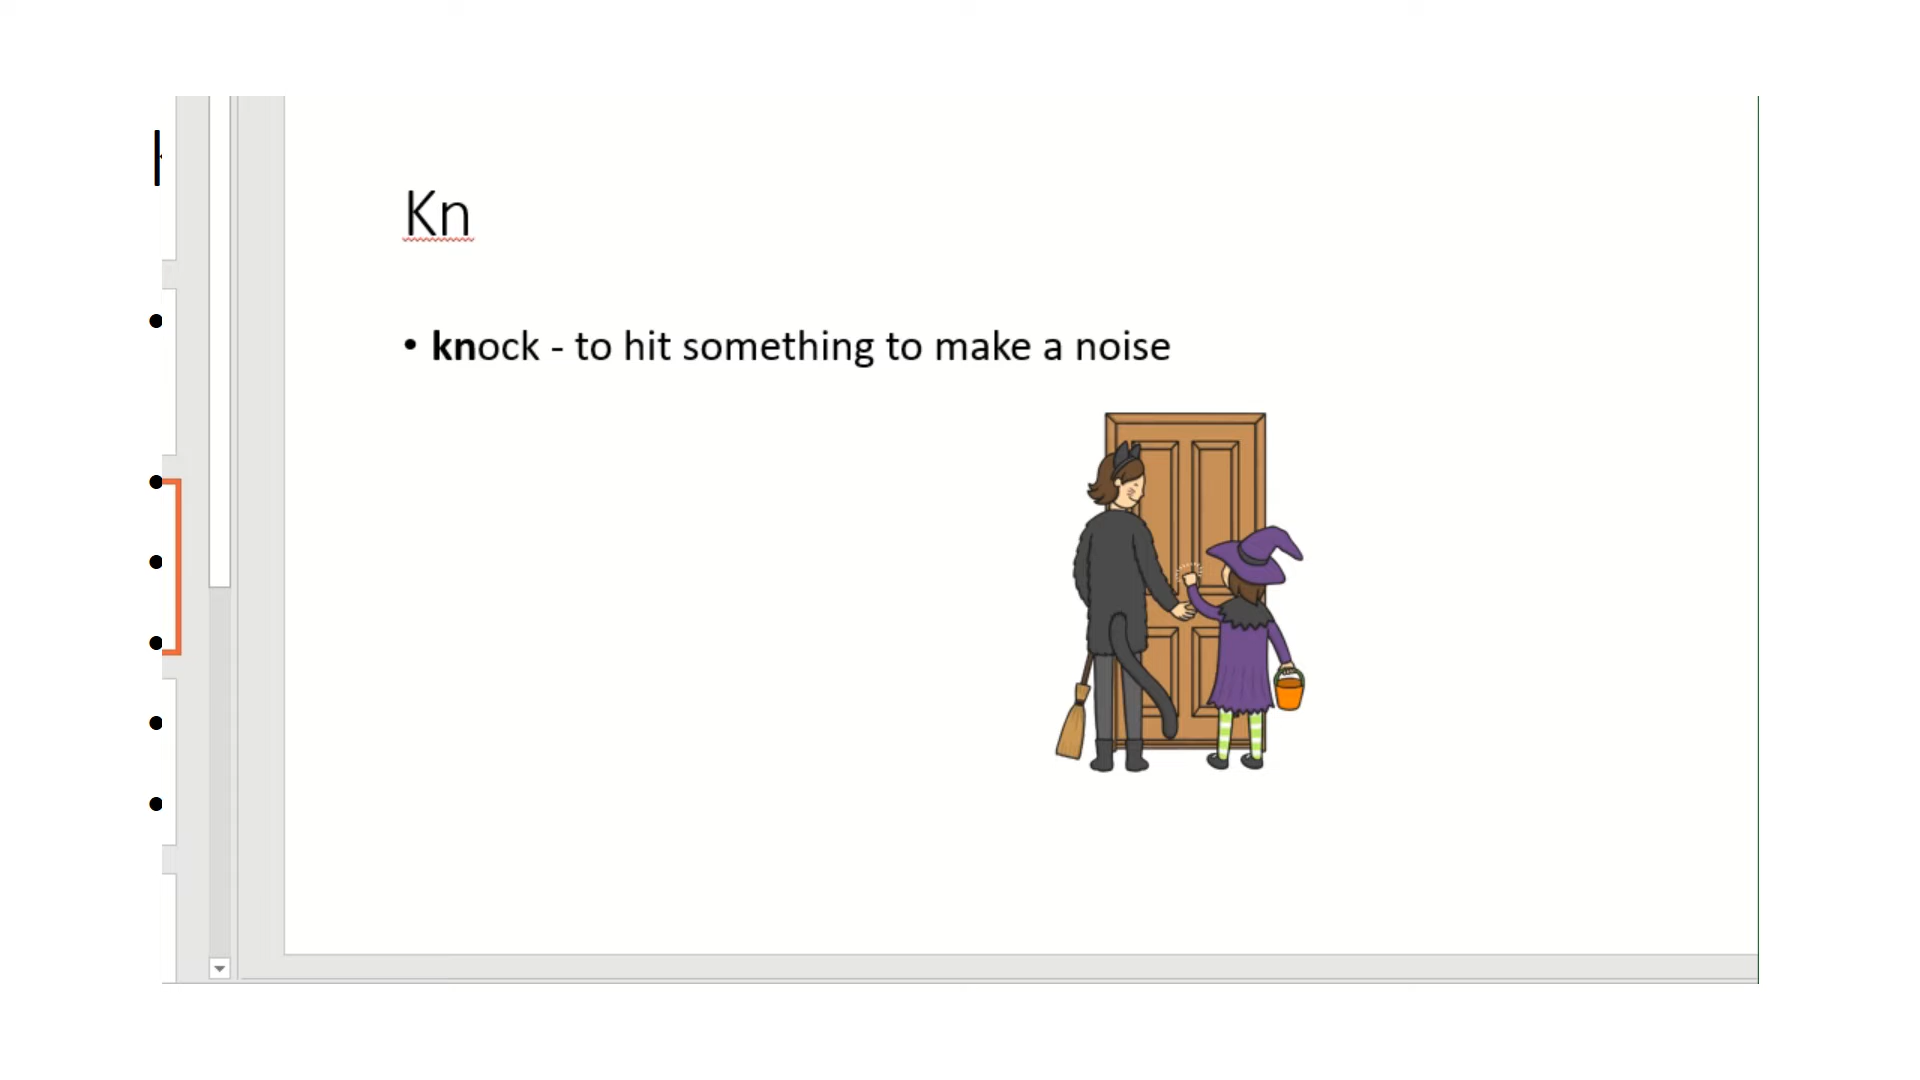 Kn
• knock - to hit something to make a noise